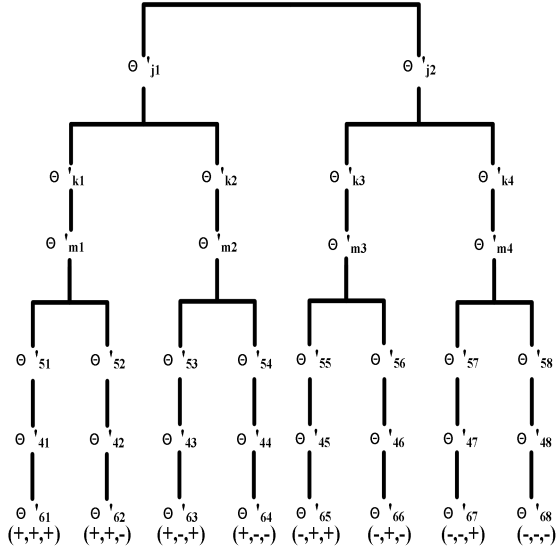 Θ'j1 Θ'j2
Θ'k1 Θ'k2 Θ'k3 Θ'k4
Θ'm1 Θ'm2 Θ'm3 Θ'm4
Θ'51 Θ'52 Θ'53 Θ'54 Θ'55 Θ'56 Θ'57 Θ'58
Θ'41 Θ'42 Θ'43 Θ'44 Θ'45 Θ'46 Θ'47 Θ'48
Θ'61 Θ'62 Θ'63 Θ'64 Θ'65 Θ'66 Θ'67 Θ'68
(+,+,+) (+,+,-) (+,-,+) (+,-,-) (-,+,+) (-,+,-) (-,-,+) (-,-,-)